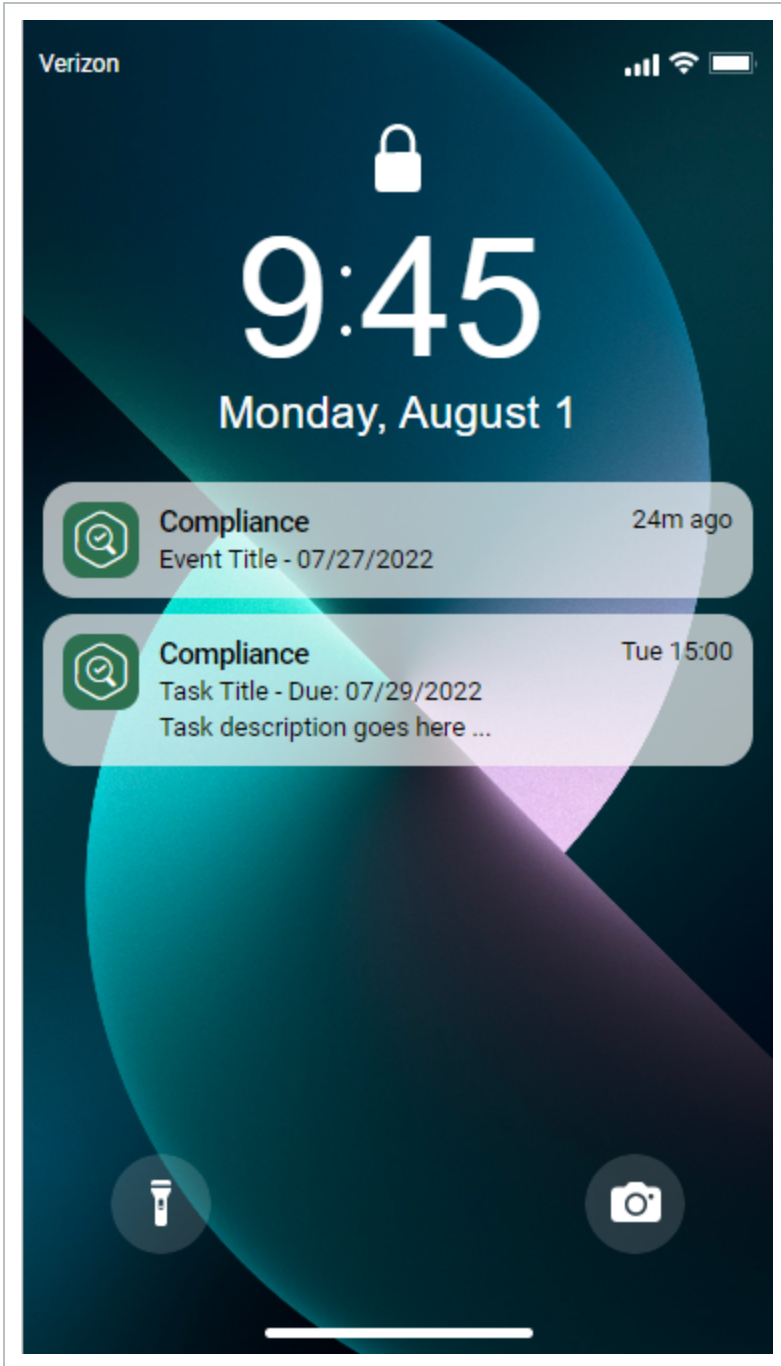 Verizon
9:45
Monday, August 1
Compliance 24m ago
Event Title - 07/27/2022
Compliance Tue 15:00
Task Title - Due: 07/29/2022
Task description goes here ...